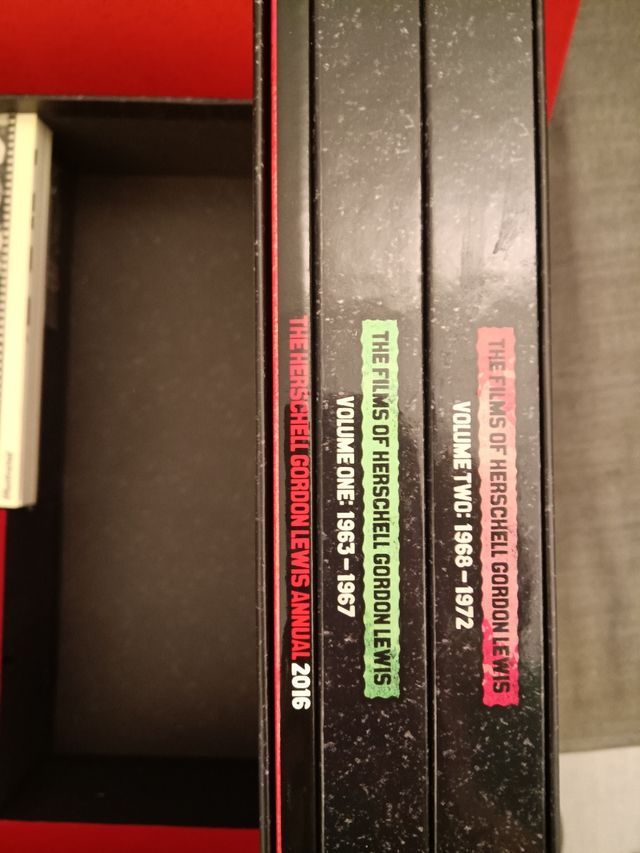 THE HERSCHELL GORDON LEWIS ANNUAL 2016
THE FILMS OF HERSCHELL GORDON LEWIS
VOLUME ONE: 1963 – 1967
THE FILMS OF HERSCHELL GORDON LEWIS
VOLUME TWO: 1968 – 1972